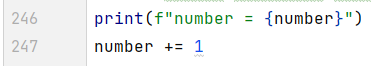 246 print(f"number = {number}")
247 number += 1